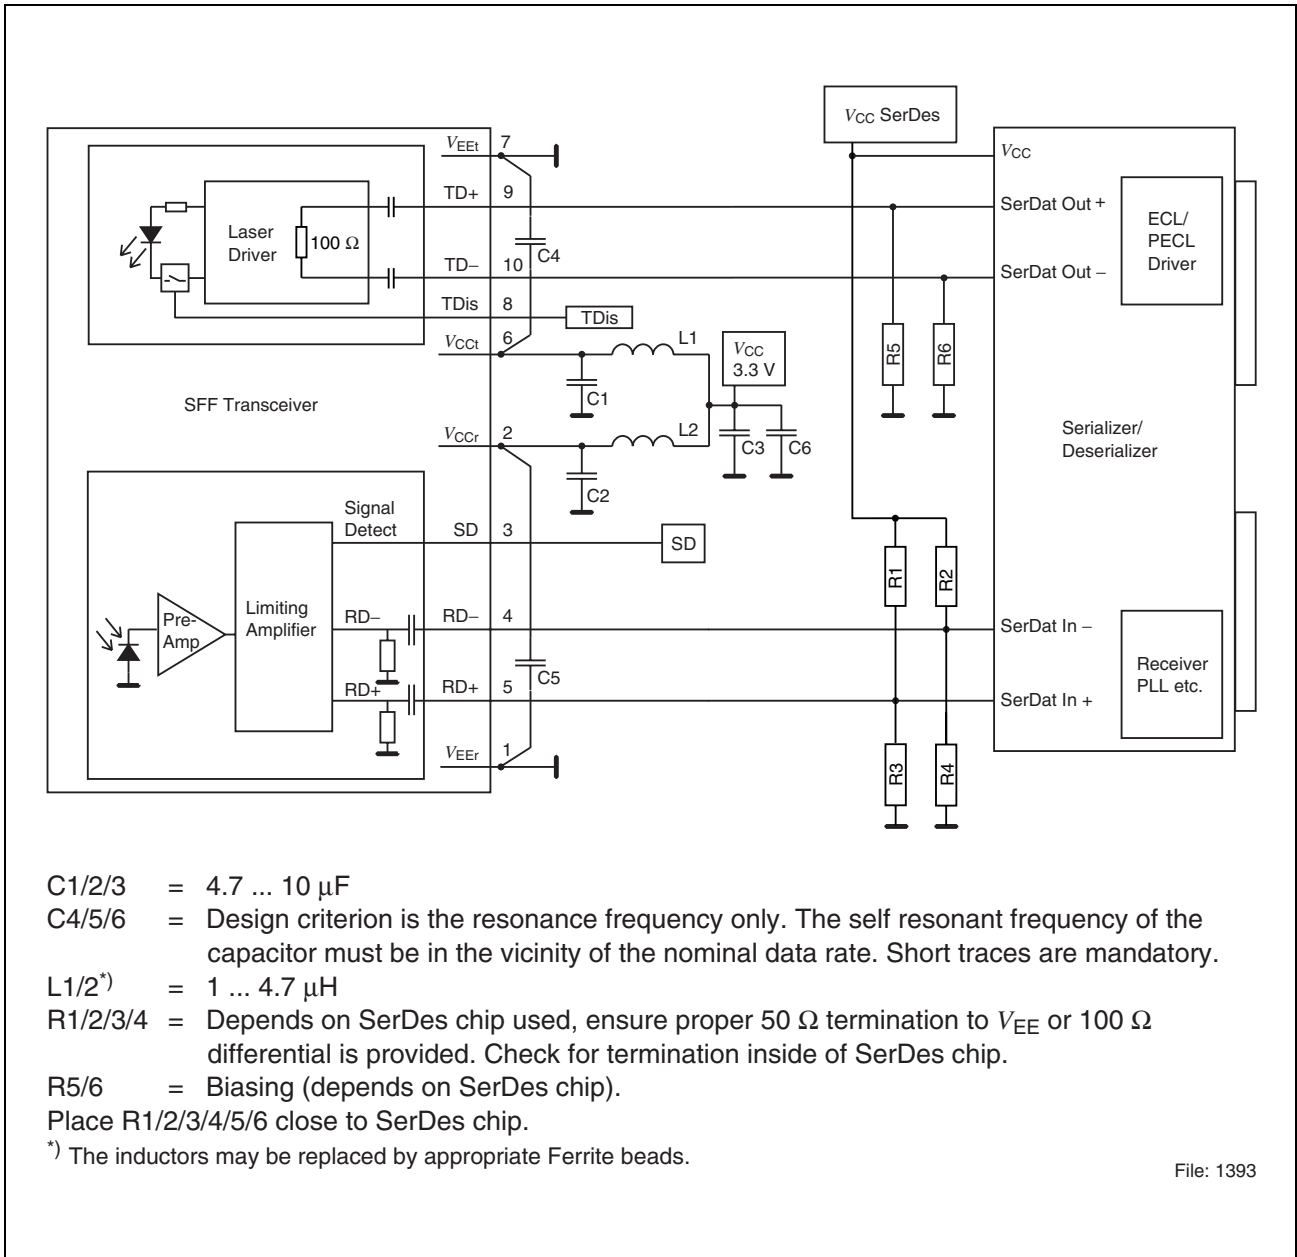 V_CC SerDes
V_EEt 7
V_CC
TD+ 9
SerDat Out +
Laser
Driver
100 Ω
ECL/
PECL
Driver
C4
TD− 10
SerDat Out −
TDis 8
TDis
V_CCt 6
L1
V_CC
3.3 V
R5
R6
C1
SFF Transceiver
V_CCr 2
L2
C3
C6
Serializer/
Deserializer
C2
Signal
Detect
SD 3
SD
R1
R2
Pre-
Amp
Limiting
Amplifier
RD−
RD− 4
SerDat In −
Receiver
PLL etc.
C5
RD+
RD+ 5
SerDat In +
V_EEr 1
R3
R4
C1/2/3 = 4.7 ... 10 μF
C4/5/6 = Design criterion is the resonance frequency only. The self resonant frequency of the
capacitor must be in the vicinity of the nominal data rate. Short traces are mandatory.
L1/2*) = 1 ... 4.7 μH
R1/2/3/4 = Depends on SerDes chip used, ensure proper 50 Ω termination to V_EE or 100 Ω
differential is provided. Check for termination inside of SerDes chip.
R5/6 = Biasing (depends on SerDes chip).
Place R1/2/3/4/5/6 close to SerDes chip.
*) The inductors may be replaced by appropriate Ferrite beads.
File: 1393